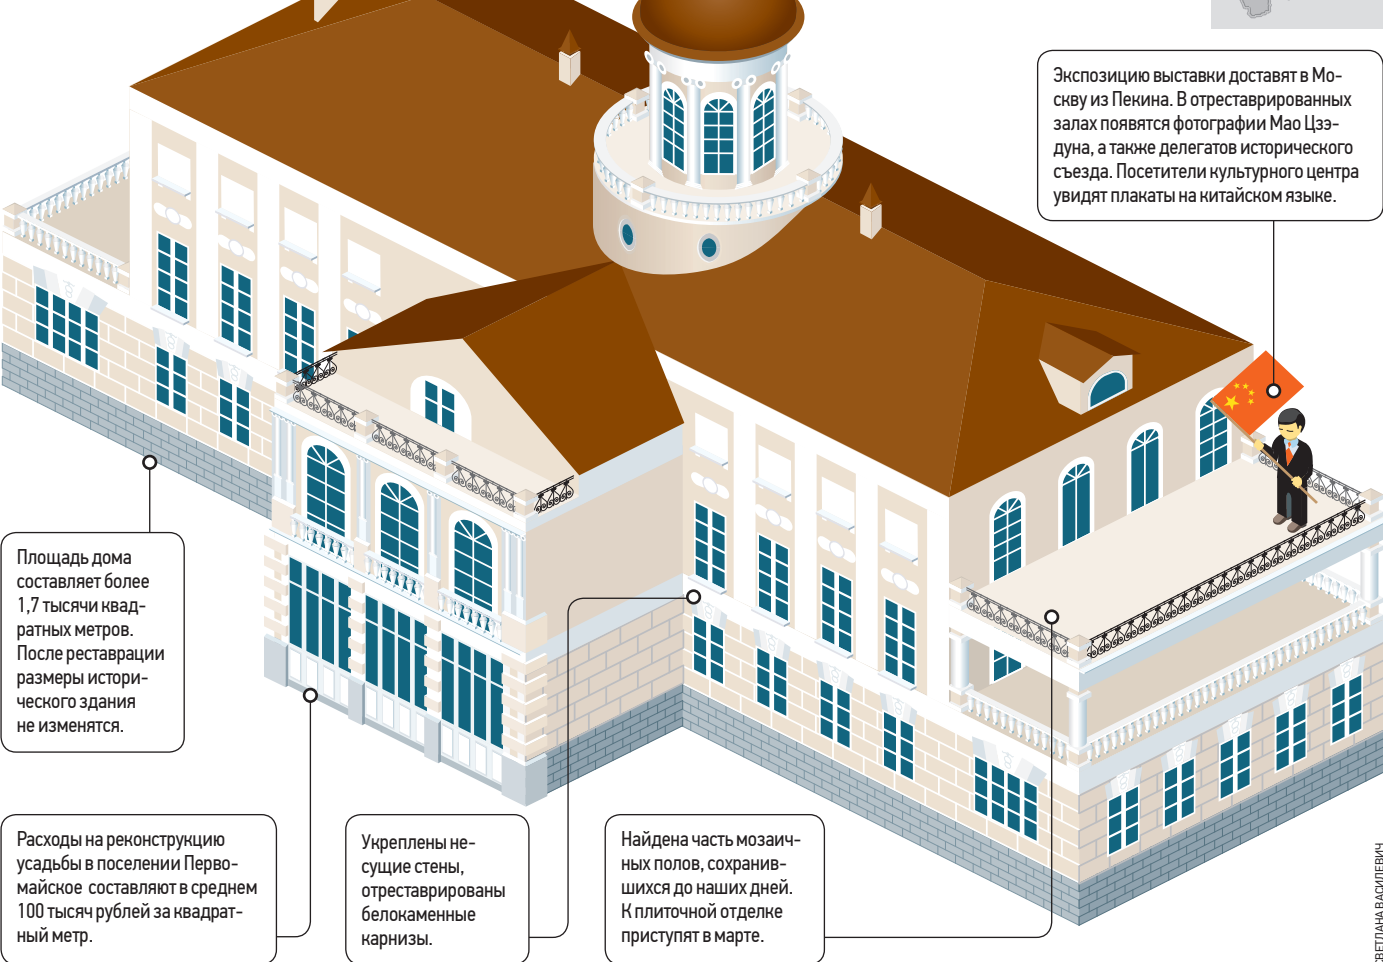 Экспозицию выставки доставят в Мо-
скву из Пекина. В отреставрированных
залах появятся фотографии Мао Цзэ-
дуна, а также делегатов исторического
съезда. Посетители культурного центра
увидят плакаты на китайском языке.
Площадь дома
составляет более
1,7 тысячи квад-
ратных метров.
После реставрации
размеры истори-
ческого здания
не изменятся.
Расходы на реконструкцию
усадьбы в поселении Перво-
майское составляют в среднем
100 тысяч рублей за квадрат-
ный метр.
Укреплены не-
сущие стены,
отреставрированы
белокаменные
карнизы.
Найдена часть мозаич-
ных полов, сохранив-
шихся до наших дней.
К плиточной отделке
приступят в марте.
СВЕТЛАНА ВАСИЛЕВИЧ